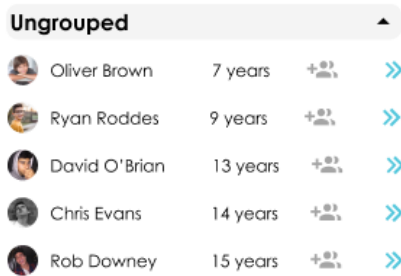 Ungrouped
Oliver Brown 7 years
Ryan Roddes 9 years
David O'Brian 13 years
Chris Evans 14 years
Rob Downey 15 years